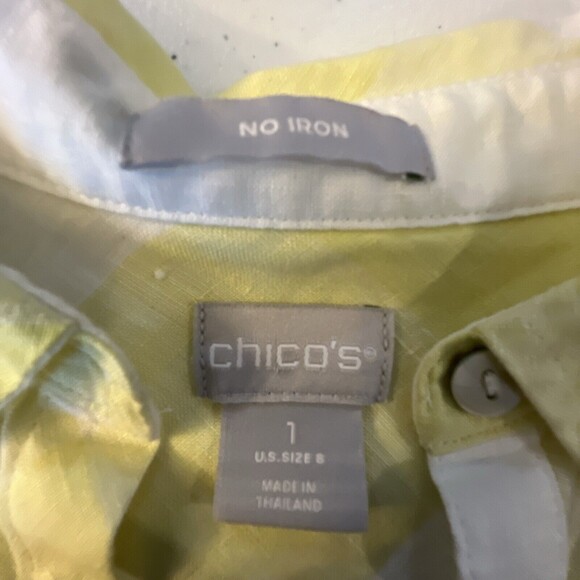 NO IRON
chico's®
1
U.S.SIZE 8
MADE IN
THAILAND